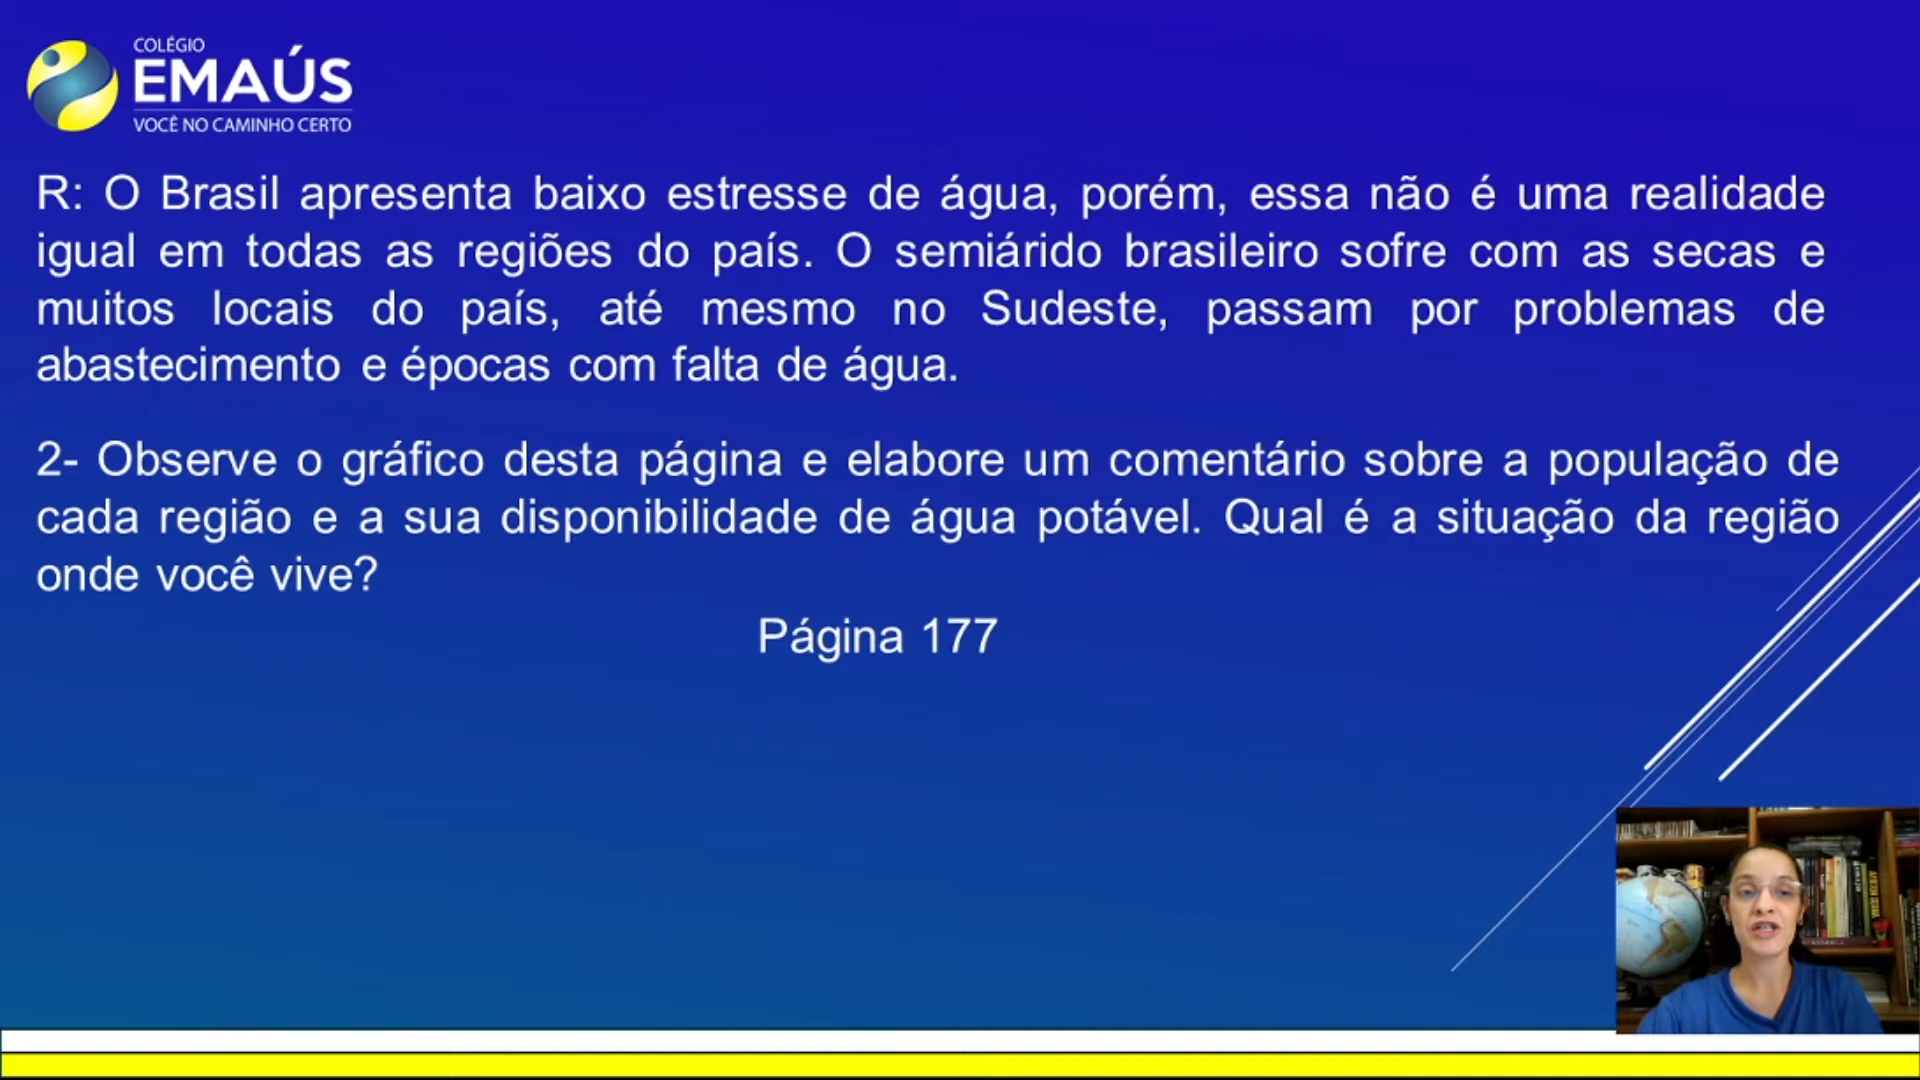 COLÉGIO
EMAÚS
VOCÊ NO CAMINHO CERTO
R: O Brasil apresenta baixo estresse de água, porém, essa não é uma realidade
igual em todas as regiões do país. O semiárido brasileiro sofre com as secas e
muitos locais do país, até mesmo no Sudeste, passam por problemas de
abastecimento e épocas com falta de água.
2- Observe o gráfico desta página e elabore um comentário sobre a população de
cada região e a sua disponibilidade de água potável. Qual é a situação da região
onde você vive?
Página 177